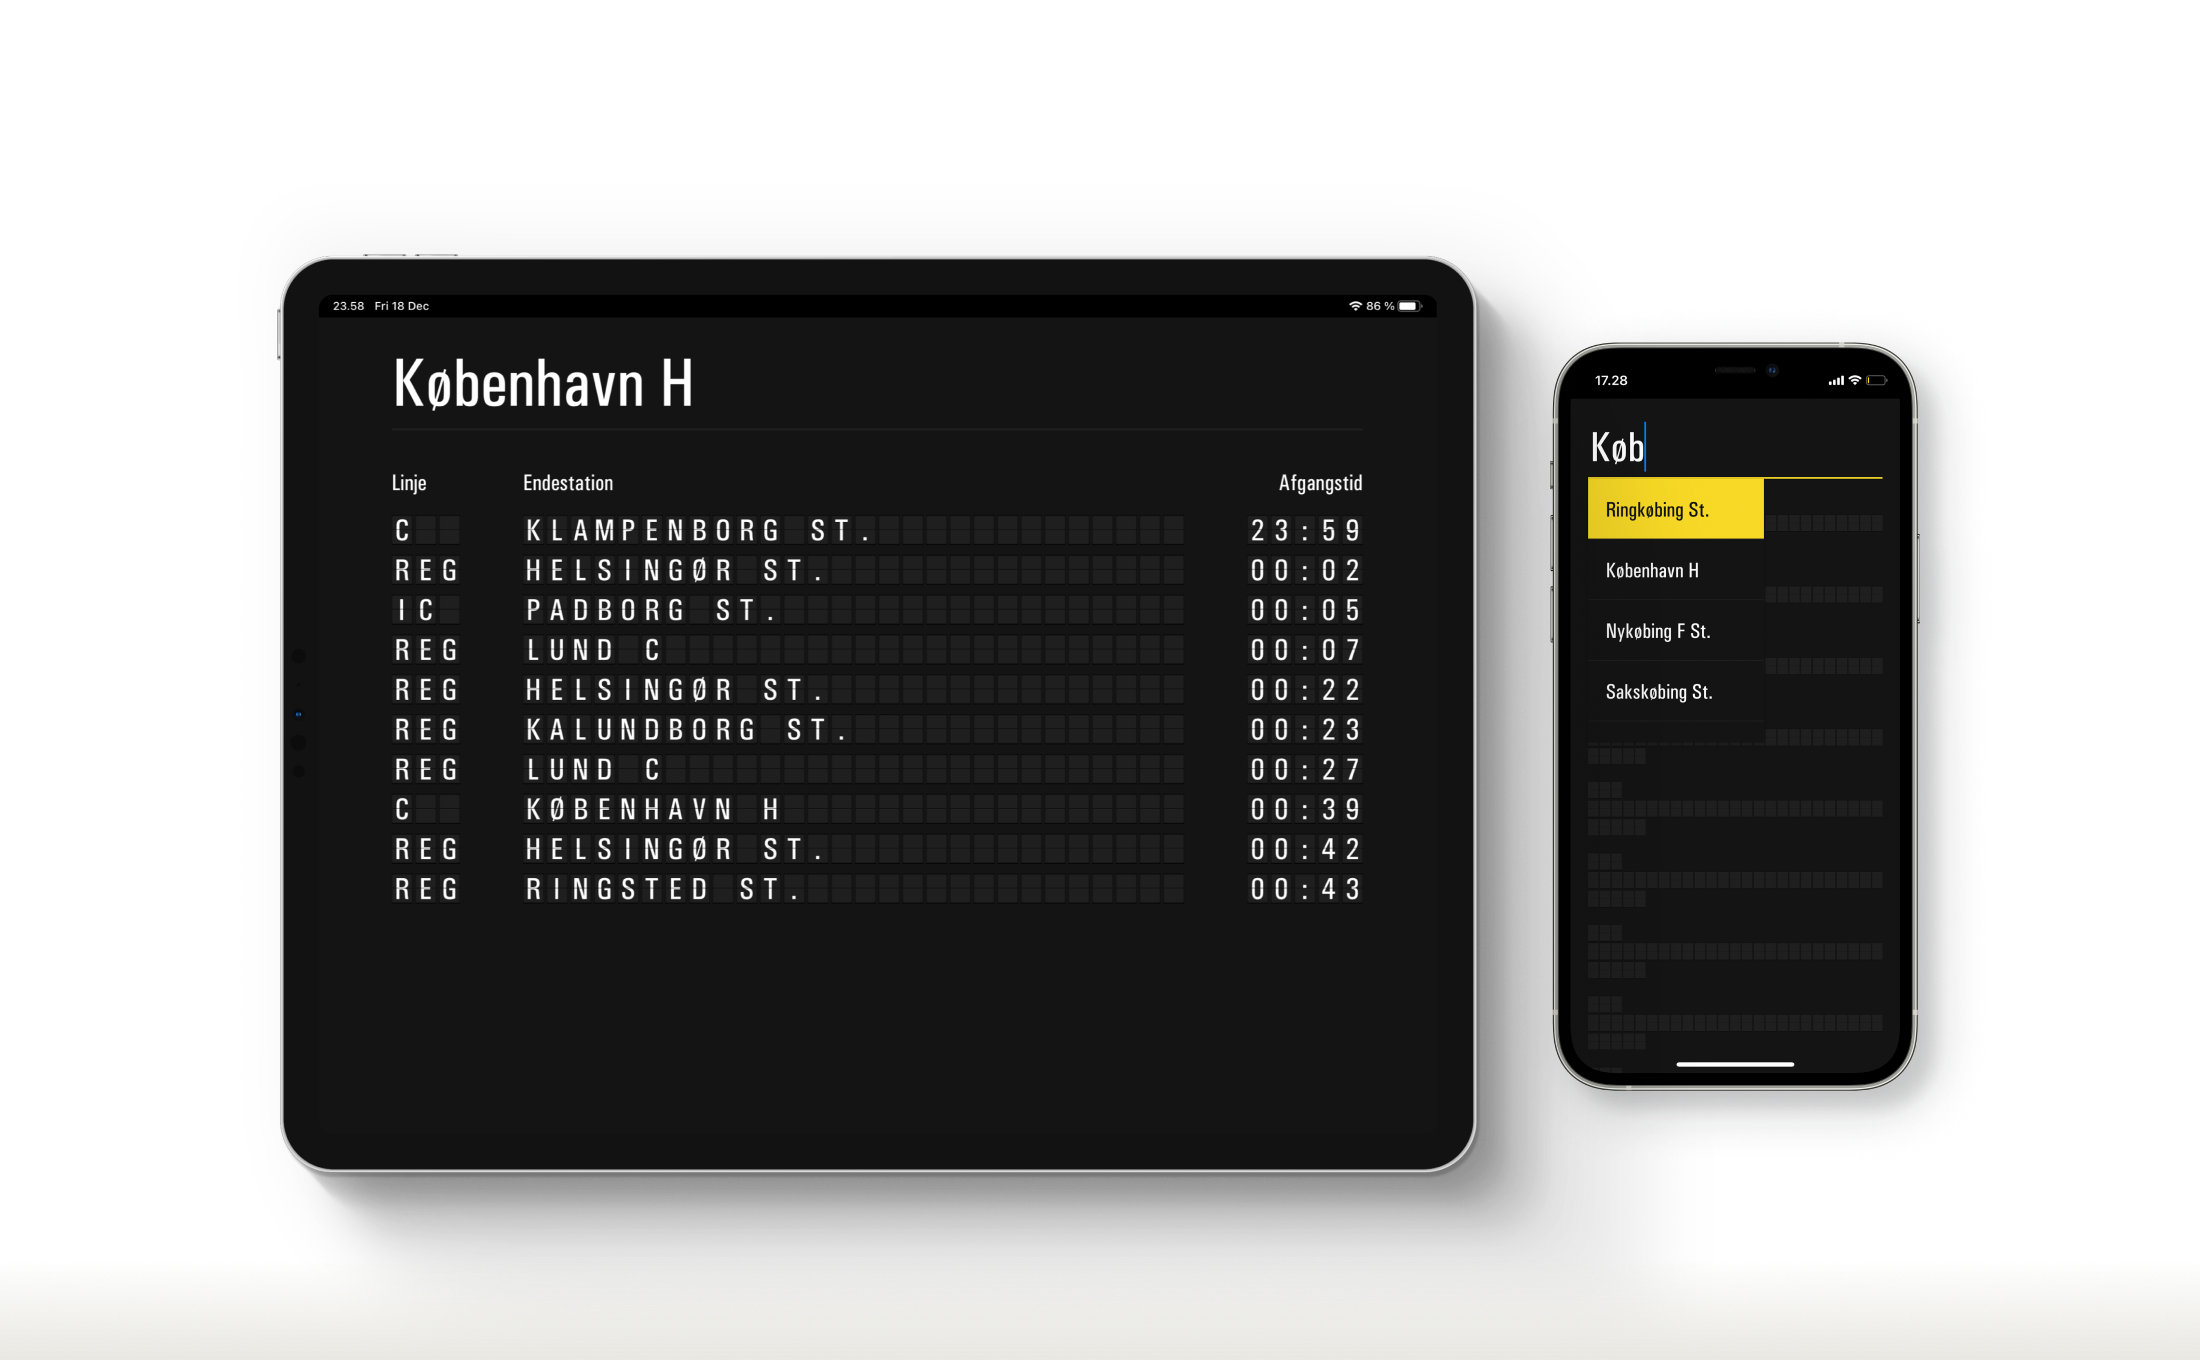 23.58 Fri 18 Dec 86 %
København H
Linje Endestation Afgangstid
C KLAMPENBORG ST. 23:59
REG HELSINGØR ST. 00:02
IC PADBORG ST. 00:05
REG LUND C 00:07
REG HELSINGØR ST. 00:22
REG KALUNDBORG ST. 00:23
REG LUND C 00:27
C KØBENHAVN H 00:39
REG HELSINGØR ST. 00:42
REG RINGSTED ST. 00:43
17.28
Køb
Ringkøbing St.
København H
Nykøbing F St.
Sakskøbing St.